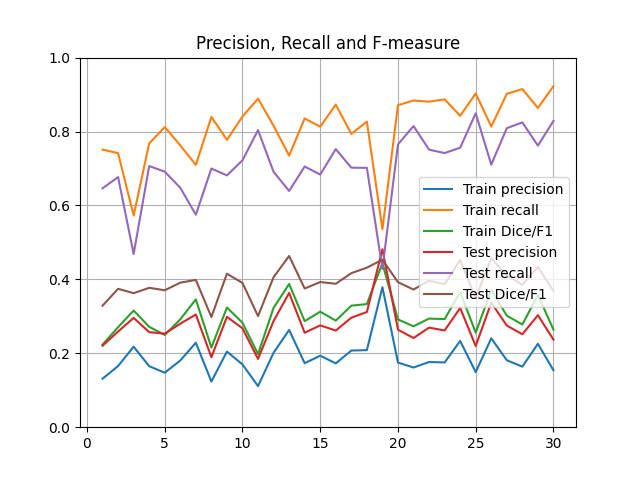 Precision, Recall and F-measure
1.0
0.8
0.6
0.4
0.2
0.0
Train precision
Train recall
Train Dice/F1
Test precision
Test recall
Test Dice/F1
0 5 10 15 20 25 30